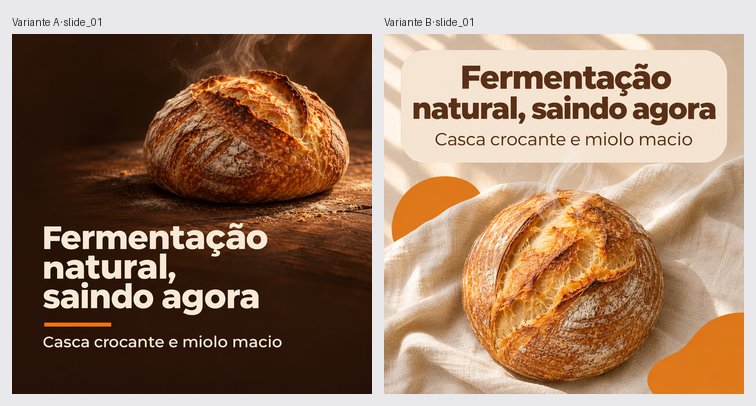 Variante A·slide_01
Fermentação
natural,
saindo agora
Casca crocante e miolo macio
Variante B·slide_01
Fermentação
natural, saindo agora
Casca crocante e miolo macio